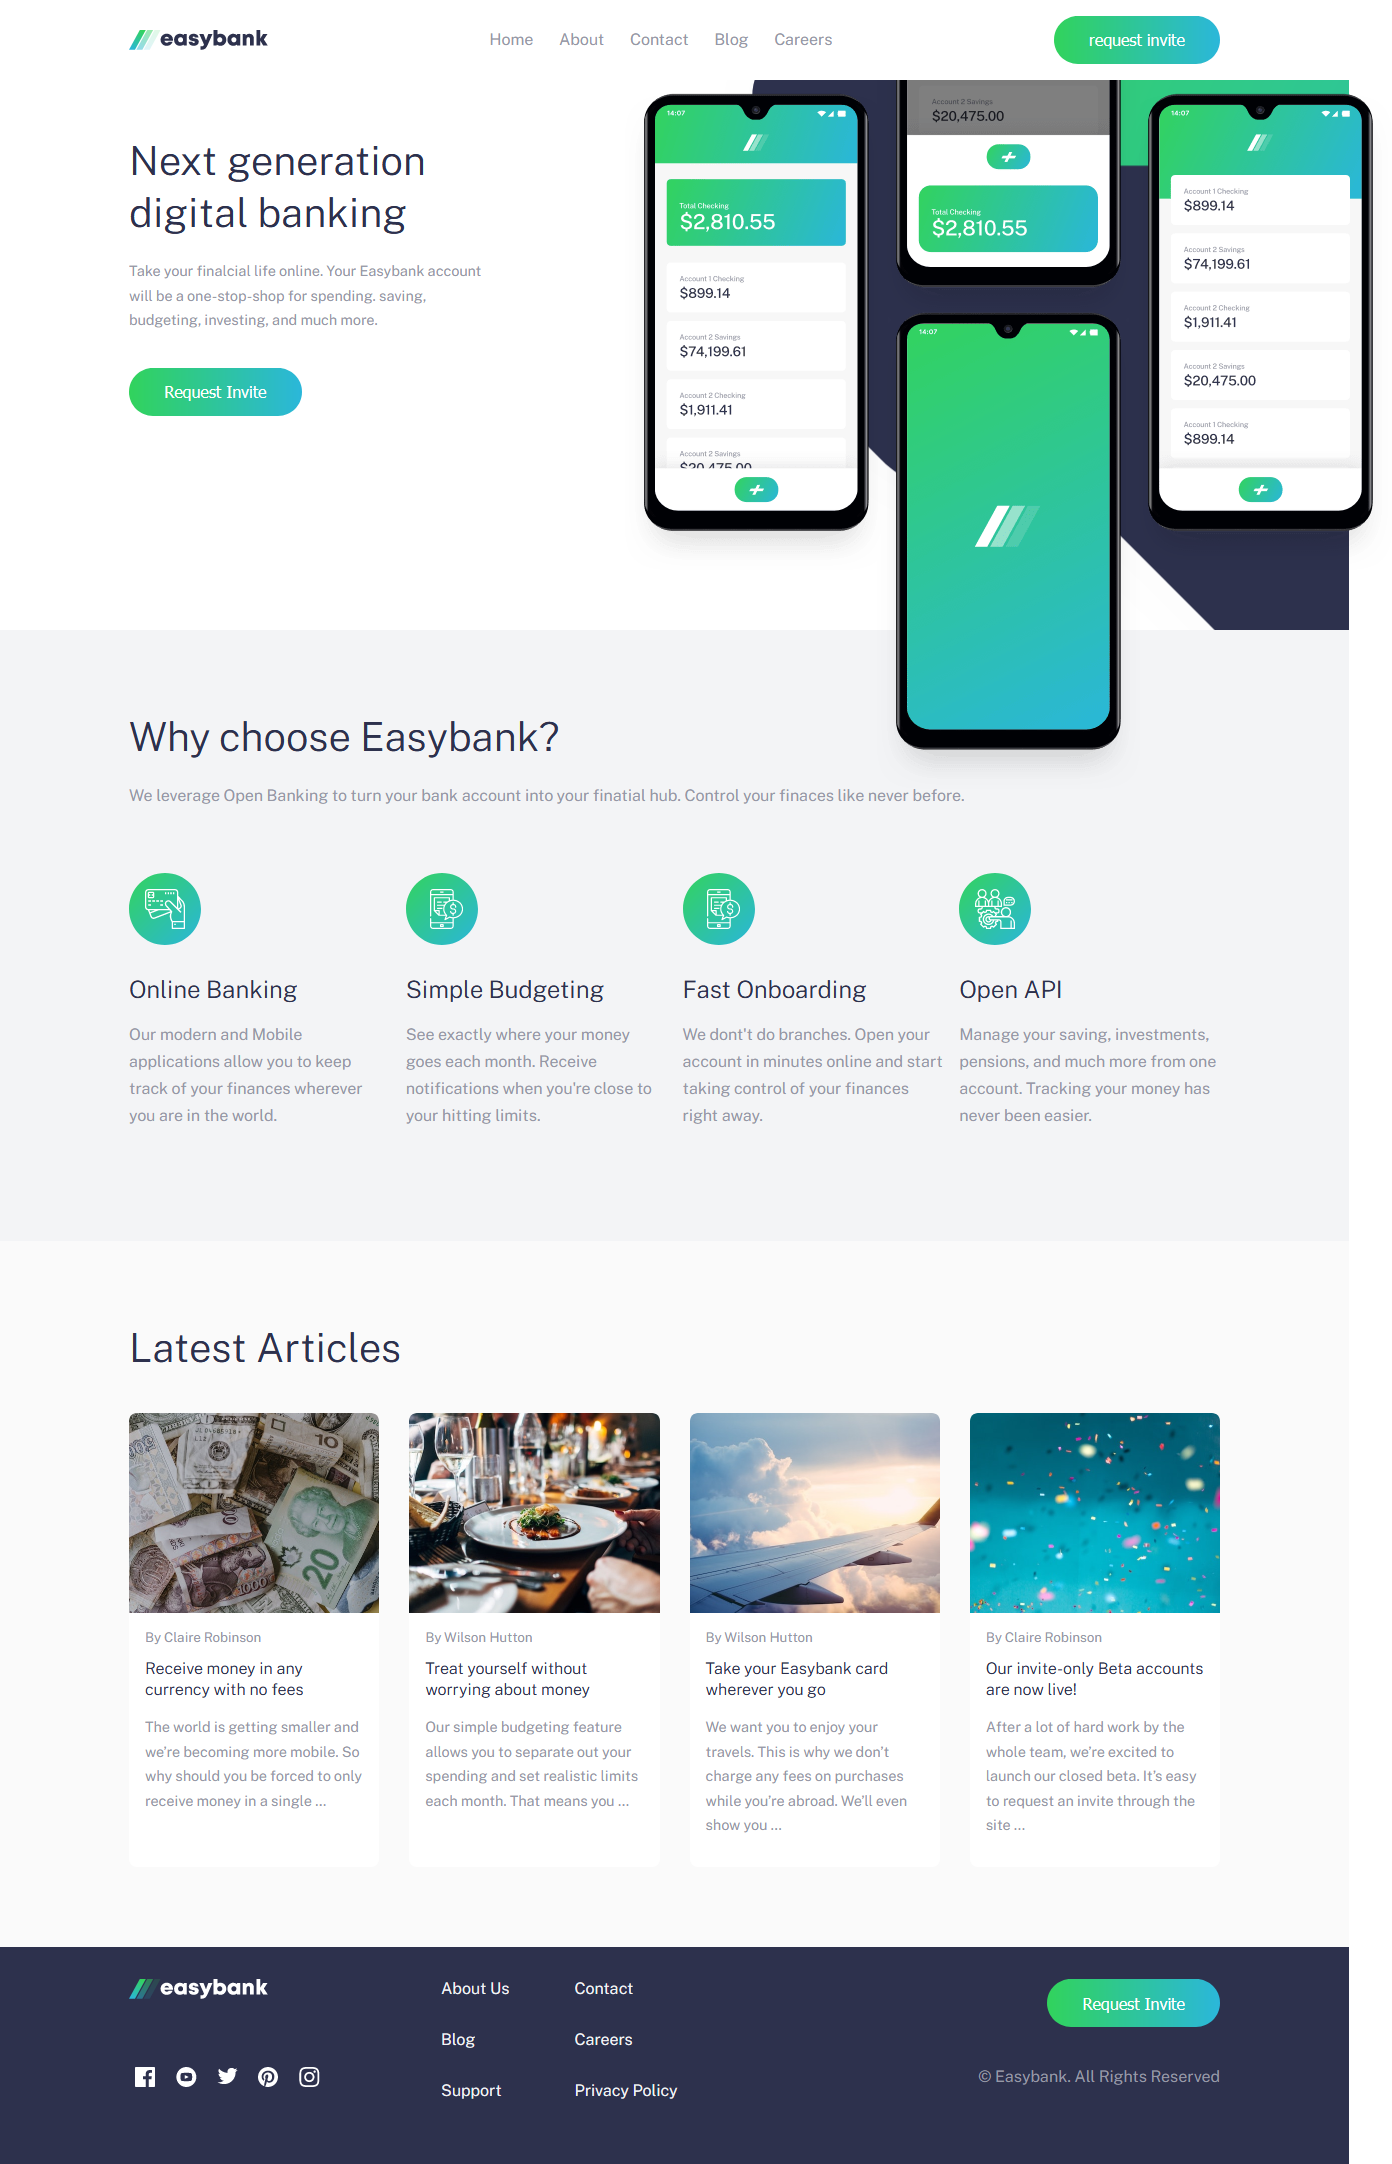 easybank
Home About Contact Blog Careers
request invite
Next generation
digital banking
Take your finalcial life online. Your Easybank account
will be a one-stop-shop for spending. saving,
budgeting, investing, and much more.
Request Invite
14:07
Total Checking
$2,810.55
Account 1 Checking
$899.14
Account 2 Savings
$74,199.61
Account 2 Checking
$1,911.41
Account 2 Savings
$20,475.00
Account 2 Savings
$20,475.00
Total Checking
$2,810.55
14:07
14:07
Account 1 Checking
$899.14
Account 2 Savings
$74,199.61
Account 2 Checking
$1,911.41
Account 2 Savings
$20,475.00
Account 1 Checking
$899.14
Why choose Easybank?
We leverage Open Banking to turn your bank account into your finatial hub. Control your finaces like never before.
Online Banking
Our modern and Mobile
applications allow you to keep
track of your finances wherever
you are in the world.
Simple Budgeting
See exactly where your money
goes each month. Receive
notifications when you're close to
your hitting limits.
Fast Onboarding
We dont't do branches. Open your
account in minutes online and start
taking control of your finances
right away.
Open API
Manage your saving, investments,
pensions, and much more from one
account. Tracking your money has
never been easier.
Latest Articles
10
20
1000
By Claire Robinson
Receive money in any
currency with no fees
The world is getting smaller and
we're becoming more mobile. So
why should you be forced to only
receive money in a single ...
By Wilson Hutton
Treat yourself without
worrying about money
Our simple budgeting feature
allows you to separate out your
spending and set realistic limits
each month. That means you ...
By Wilson Hutton
Take your Easybank card
wherever you go
We want you to enjoy your
travels. This is why we don't
charge any fees on purchases
while you're abroad. We'll even
show you ...
By Claire Robinson
Our invite-only Beta accounts
are now live!
After a lot of hard work by the
whole team, we're excited to
launch our closed beta. It's easy
to request an invite through the
site ...
easybank
About Us
Blog
Support
Contact
Careers
Privacy Policy
Request Invite
© Easybank. All Rights Reserved